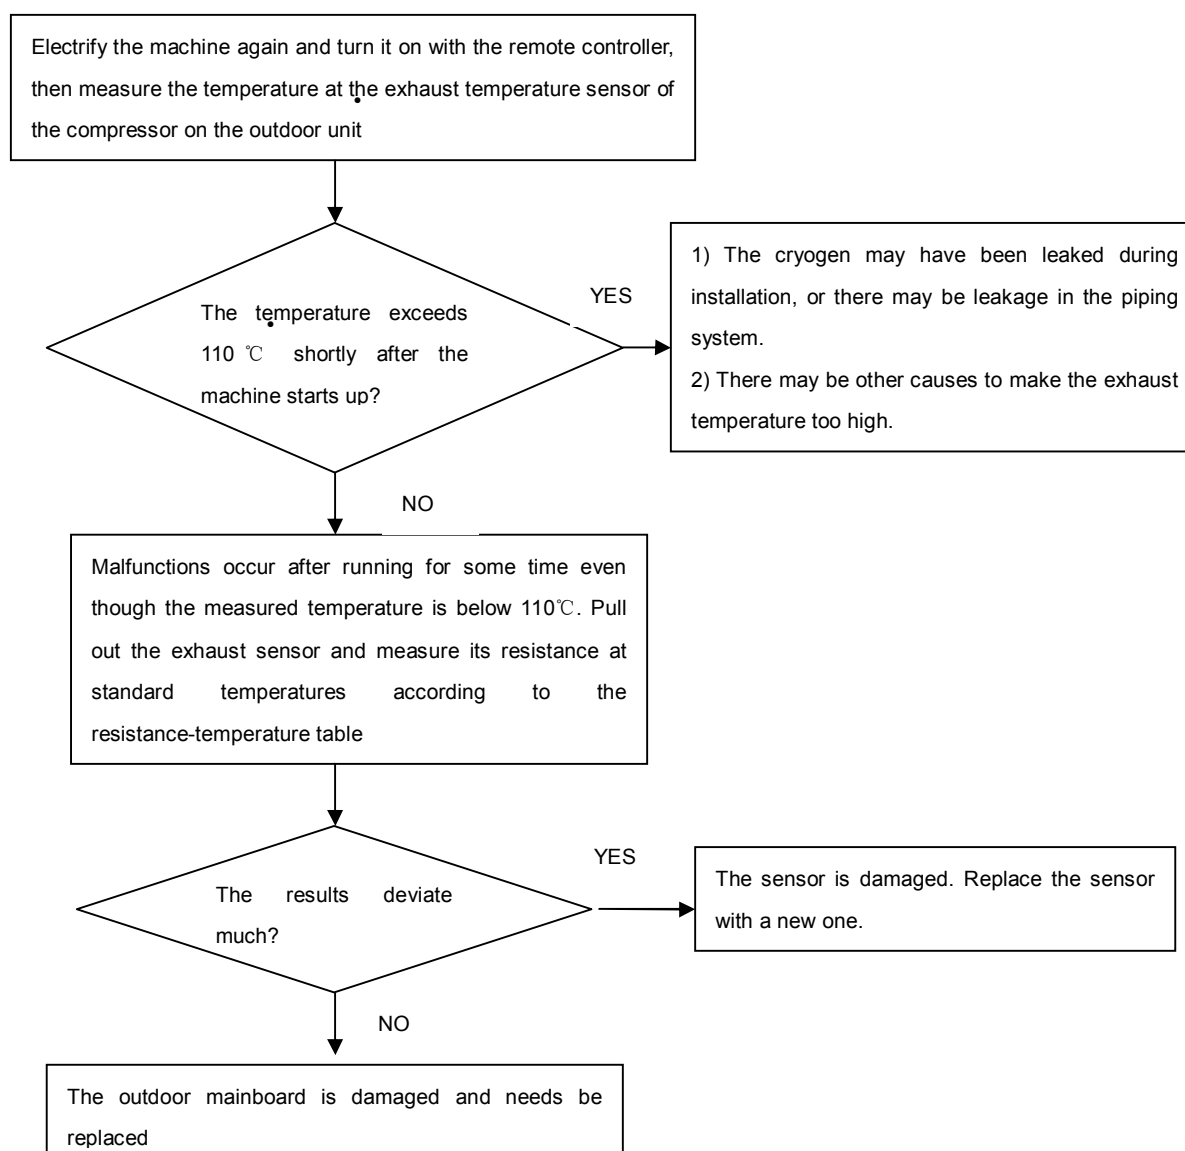 Electrify the machine again and turn it on with the remote controller,
then measure the temperature at the exhaust temperature sensor of
the compressor on the outdoor unit
The temperature exceeds
110 ℃ shortly after the
machine starts up?
YES
1) The cryogen may have been leaked during
installation, or there may be leakage in the piping
system.
2) There may be other causes to make the exhaust
temperature too high.
NO
Malfunctions occur after running for some time even
though the measured temperature is below 110℃. Pull
out the exhaust sensor and measure its resistance at
standard temperatures according to the
resistance-temperature table
The results deviate
much?
YES
The sensor is damaged. Replace the sensor
with a new one.
NO
The outdoor mainboard is damaged and needs be
replaced